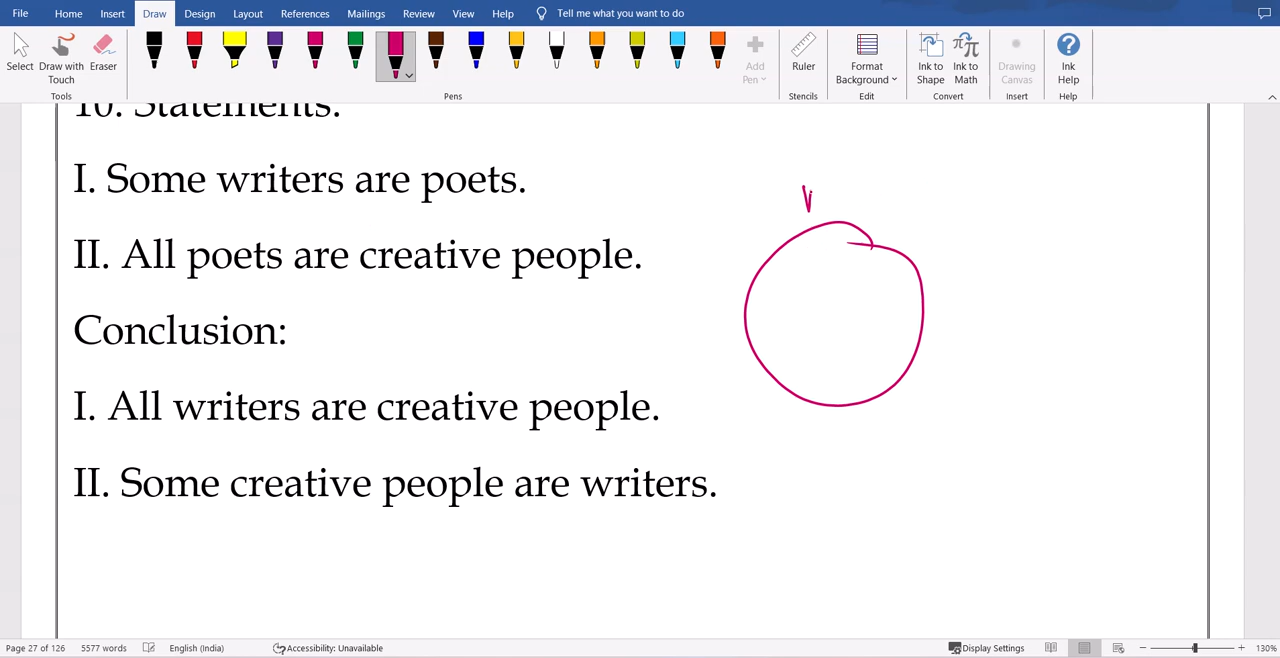 File Home Insert Draw Design Layout References Mailings Review View Help Tell me what you want to do
Select Draw with Touch Eraser Add Pen Ruler Format Background Ink to Shape Ink to Math Drawing Canvas Ink Help
Tools Pens Stencils Edit Convert Insert Help
10. Statements:
I. Some writers are poets.
II. All poets are creative people.
Conclusion:
I. All writers are creative people.
II. Some creative people are writers.
Page 27 of 126 5577 words English (India) Accessibility: Unavailable Display Settings 130%